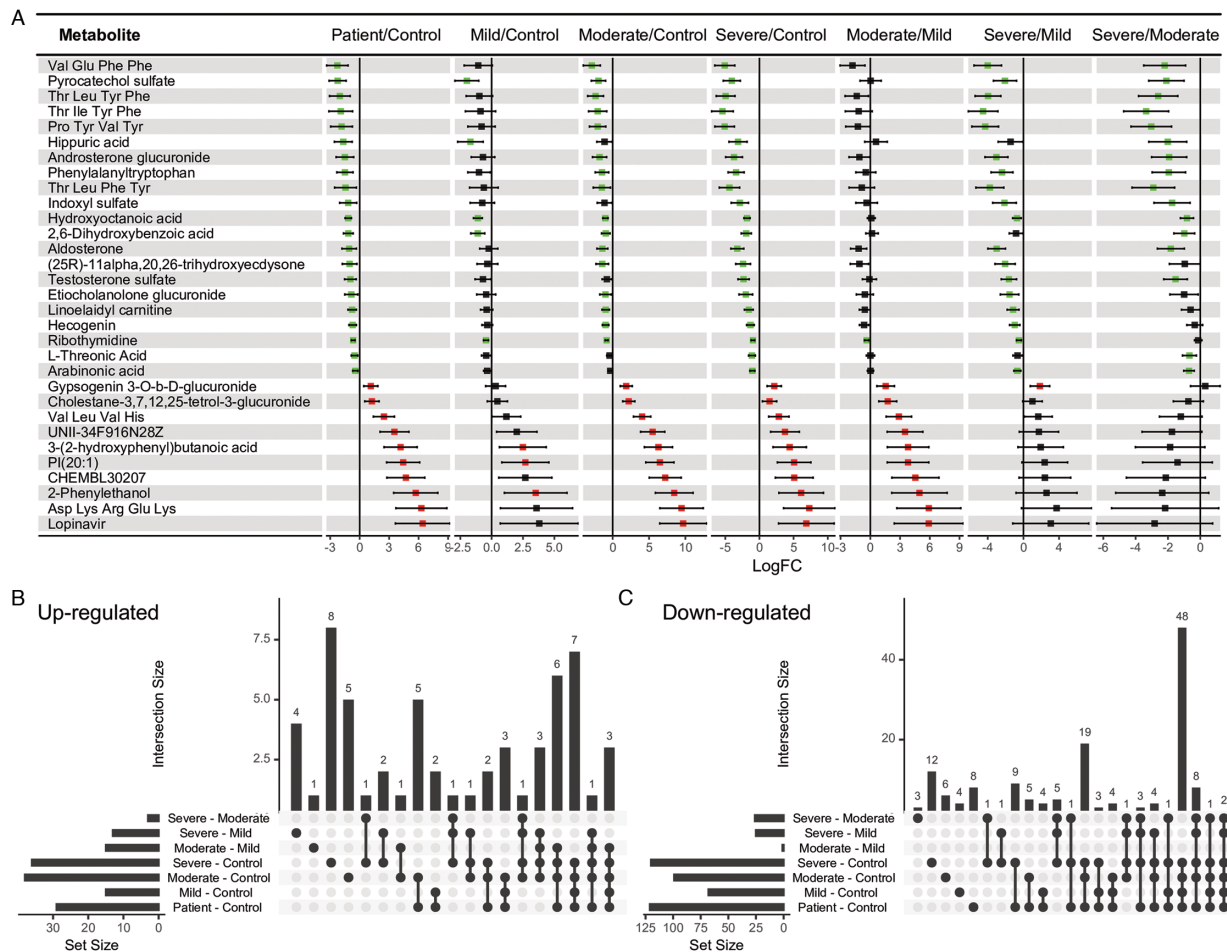 A
Metabolite Patient/Control Mild/Control Moderate/Control Severe/Control Moderate/Mild Severe/Mild Severe/Moderate
Val Glu Phe Phe
Pyrocatechol sulfate
Thr Leu Tyr Phe
Thr Ile Tyr Phe
Pro Tyr Val Tyr
Hippuric acid
Androsterone glucuronide
Phenylalanyltryptophan
Thr Leu Phe Tyr
Indoxyl sulfate
Hydroxyoctanoic acid
2,6-Dihydroxybenzoic acid
Aldosterone
(25R)-11alpha,20,26-trihydroxyecdysone
Testosterone sulfate
Etiocholanolone glucuronide
Linoelaidyl carnitine
Hecogenin
Ribothymidine
L-Threonic Acid
Arabinonic acid
Gypsogenin 3-O-b-D-glucuronide
Cholestane-3,7,12,25-tetrol-3-glucuronide
Val Leu Val His
UNII-34F916N28Z
3-(2-hydroxyphenyl)butanoic acid
PI(20:1)
CHEMBL30207
2-Phenylethanol
Asp Lys Arg Glu Lys
Lopinavir
-3 0 3 6 9 -2.5 0.0 2.5 5.0 0 5 10 -5 0 5 10 -3 0 3 6 9 -4 0 4 -6 -4 -2 0
LogFC
B
Up-regulated
Intersection Size
7.5
5.0
2.5
4 1 8 5 1 2 1 5 2 1 1 2 3 1 3 6 7 1 3
Severe - Moderate
Severe - Mild
Moderate - Mild
Severe - Control
Moderate - Control
Mild - Control
Patient - Control
30 20 10 0
Set Size
C
Down-regulated
Intersection Size
40
20
3 12 6 4 8 1 1 9 5 4 5 1 19 3 4 1 3 4 1 48 8 1 2
Severe - Moderate
Severe - Mild
Moderate - Mild
Severe - Control
Moderate - Control
Mild - Control
Patient - Control
125 100 75 50 25 0
Set Size